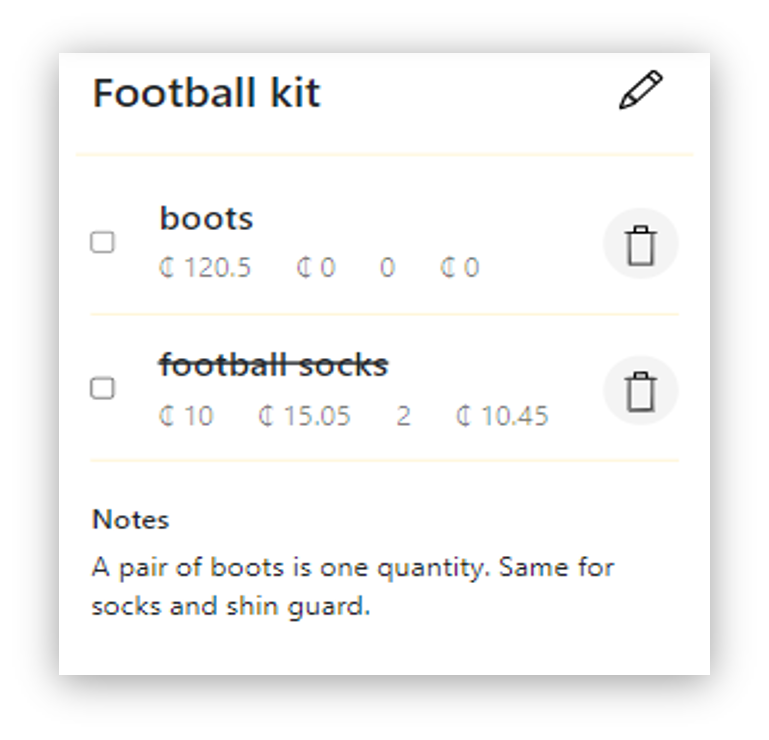 Football kit
boots
₵ 120.5 ₵ 0 0 ₵ 0
football socks
₵ 10 ₵ 15.05 2 ₵ 10.45
Notes
A pair of boots is one quantity. Same for
socks and shin guard.